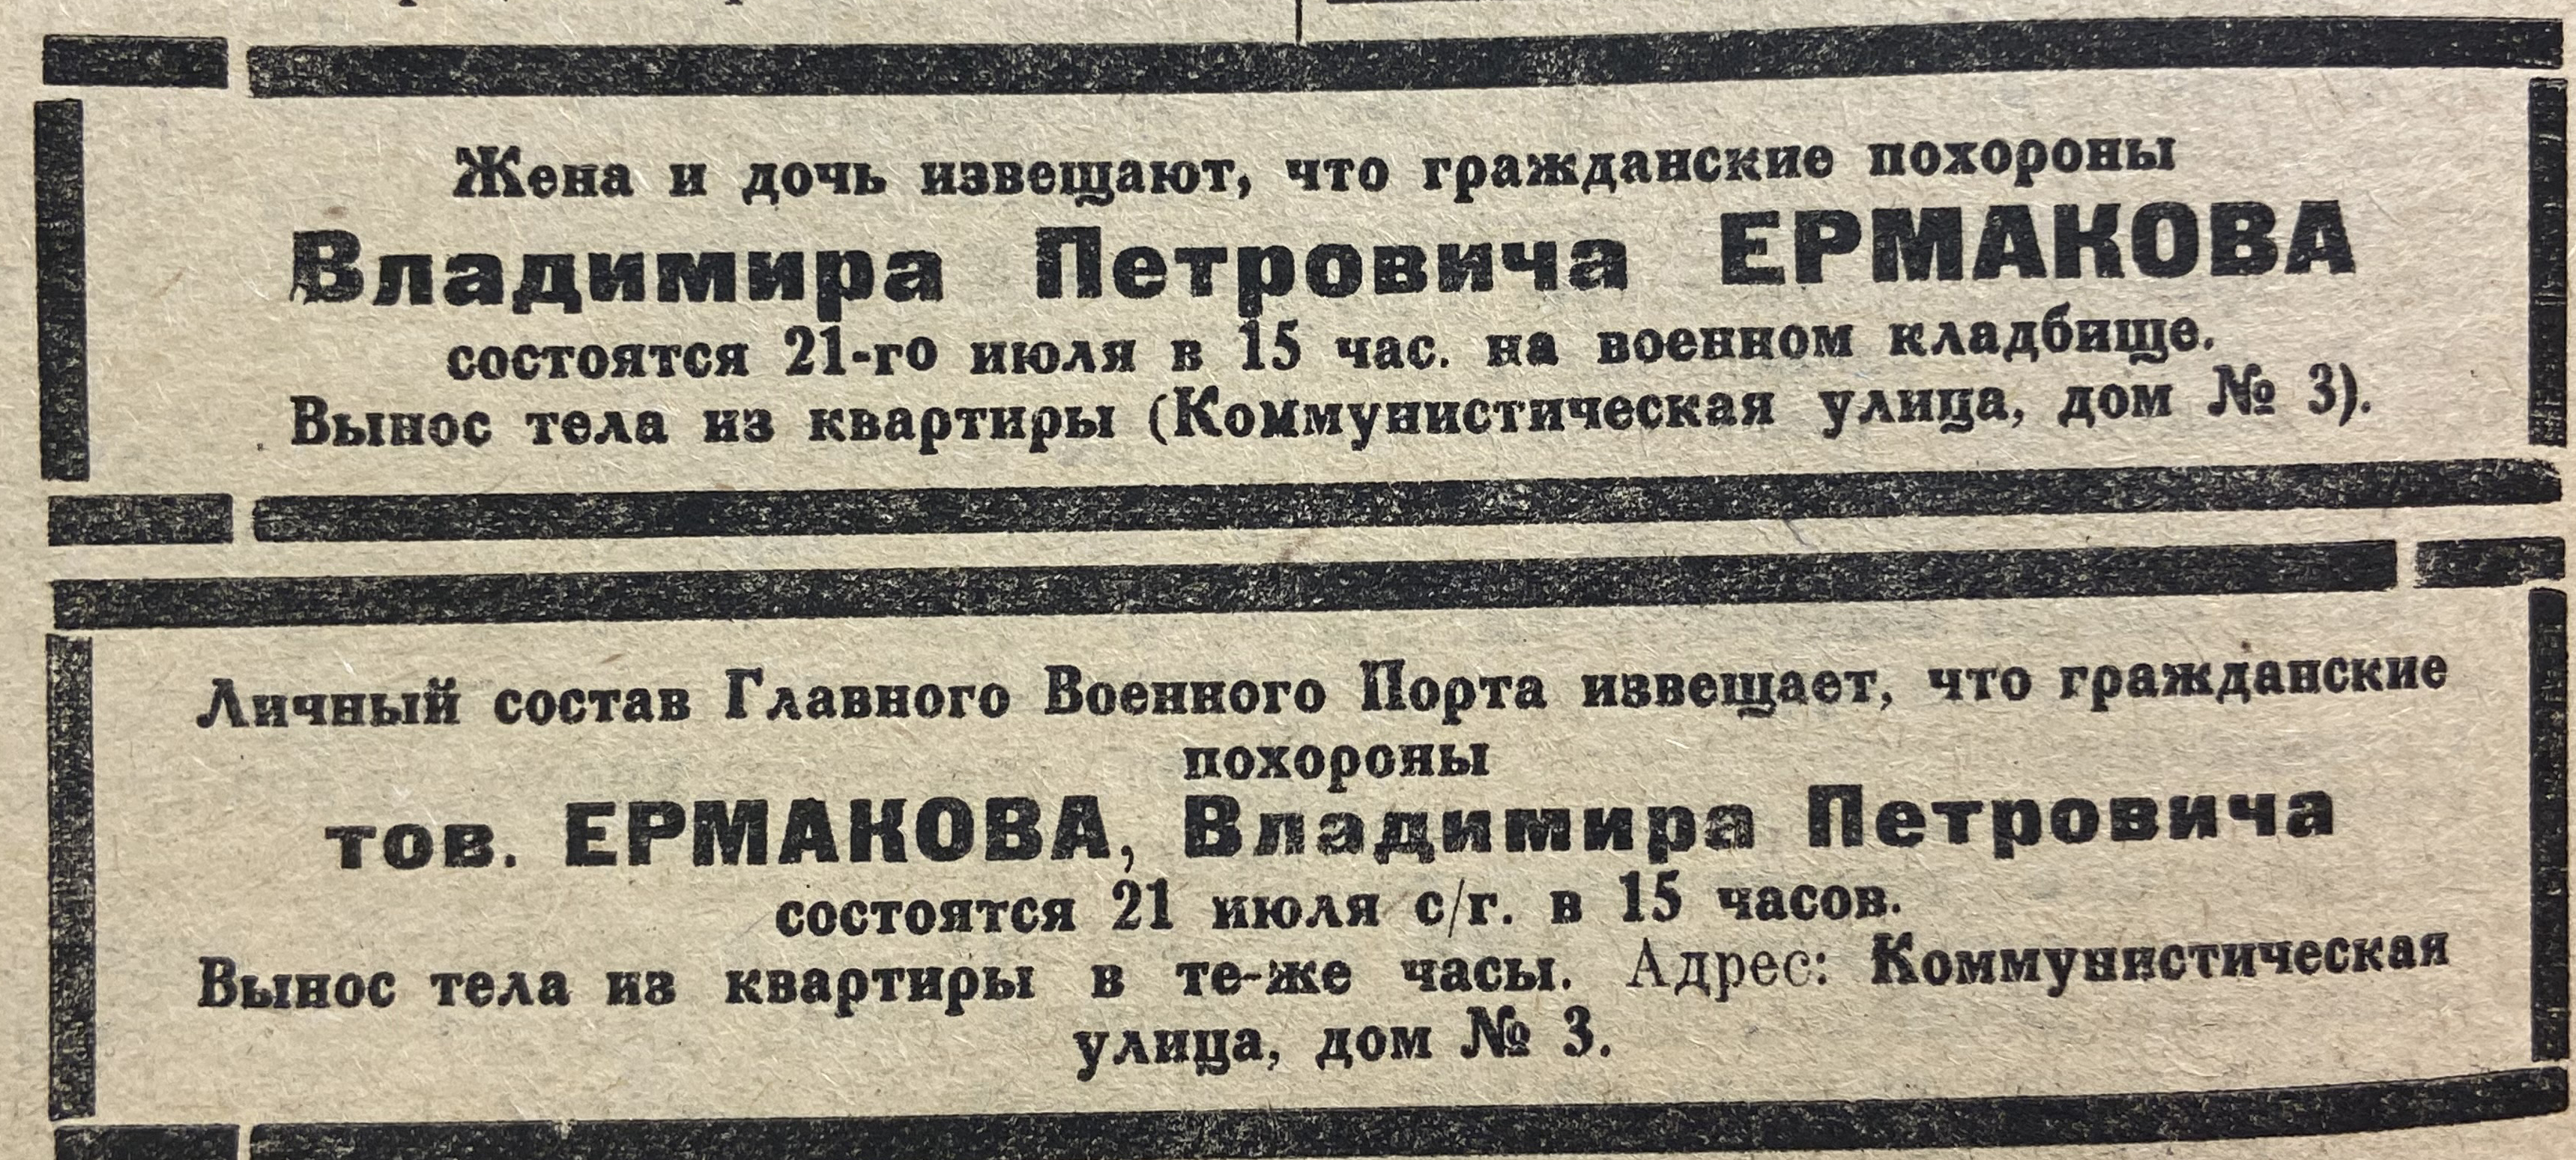 Жена и дочь извещают, что гражданские похороны
Владимира Петровича ЕРМАКОВА
состоятся 21-го июля в 15 час. на военном кладбище.
Вынос тела из квартиры (Коммунистическая улица, дом № 3).
Личный состав Главного Военного Порта извещает, что гражданские
похороны
тов. ЕРМАКОВА, Владимира Петровича
состоятся 21 июля с/г. в 15 часов.
Вынос тела из квартиры в те-же часы. Адрес: Коммунистическая
улица, дом № 3.